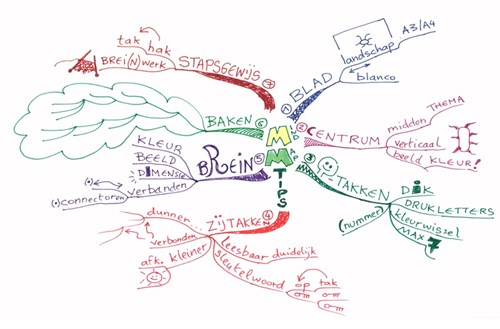 MM
TIPS
① BLAD
landschap
A3/A4
blanco
② CENTRUM
midden
THEMA
verticaal
beeld KLEUR!
③ H-TAKKEN
DIK
DRUKLETTERS
kleurwissel
MAX 7
(nummer)
④ ZIJTAKKEN
dunner...
verbonden
afk. kleiner
leesbaar duidelijk
sleutelwoord
op tak
⑤ BREIN
KLEUR
BEELD
DIMENSIE
verbanden
connectoren
⑥ BAKEN
⑦ STAPSGEWIJS
tak hak
BREI(N)werk